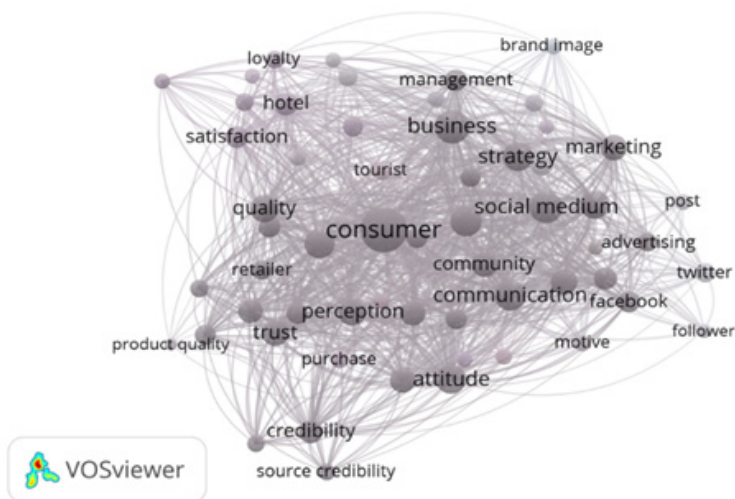 brand image
loyalty
management
hotel
business
satisfaction
strategy
marketing
tourist
quality
social medium
post
consumer
advertising
retailer
community
twitter
communication
facebook
perception
trust
follower
product quality
motive
purchase
attitude
credibility
source credibility
VOSviewer